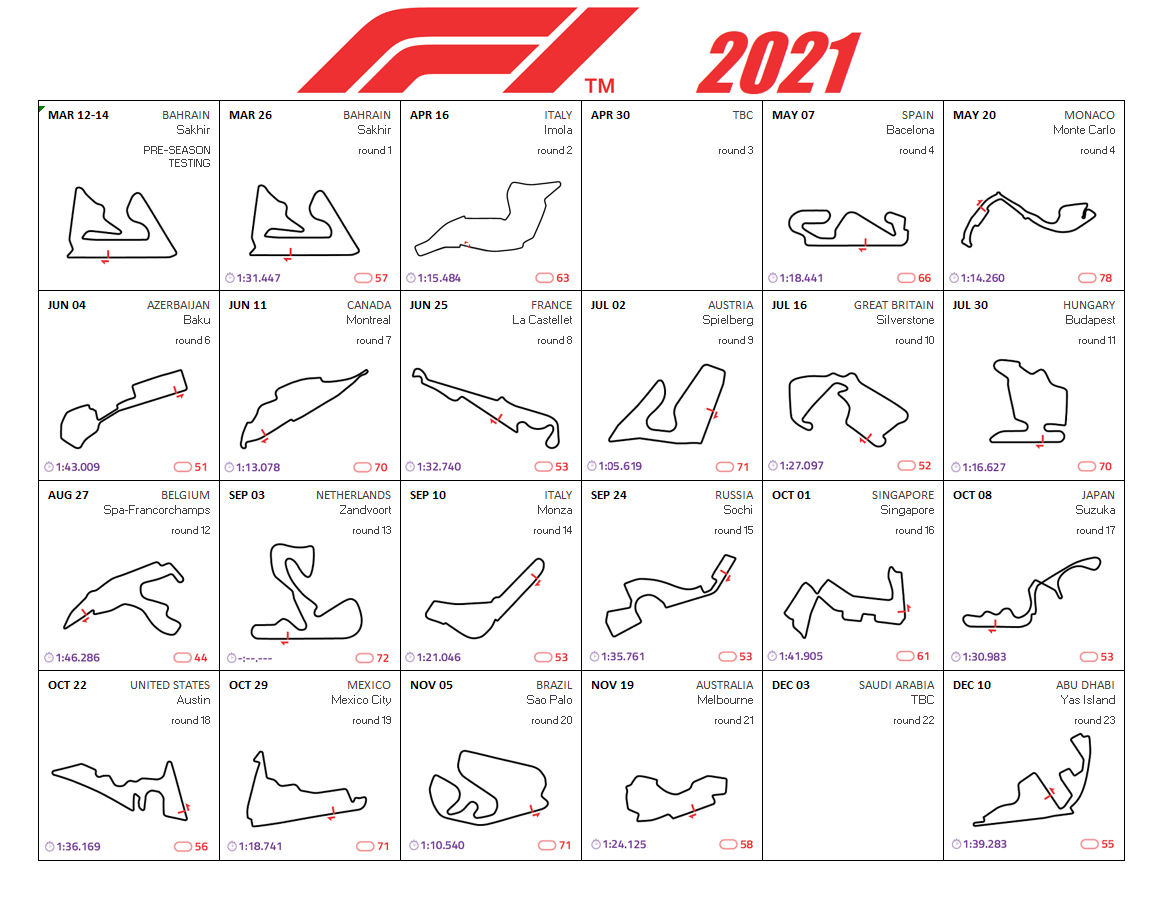 F1 TM 2021
MAR 12-14 BAHRAIN
Sakhir
PRE-SEASON
TESTING
MAR 26 BAHRAIN
Sakhir
round 1
1:31.447 57
APR 16 ITALY
Imola
round 2
1:15.484 63
APR 30 TBC
round 3
MAY 07 SPAIN
Bacelona
round 4
1:18.441 66
MAY 20 MONACO
Monte Carlo
round 4
1:14.260 78
JUN 04 AZERBAIJAN
Baku
round 6
1:43.009 51
JUN 11 CANADA
Montreal
round 7
1:13.078 70
JUN 25 FRANCE
La Castellet
round 8
1:32.740 53
JUL 02 AUSTRIA
Spielberg
round 9
1:05.619 71
JUL 16 GREAT BRITAIN
Silverstone
round 10
1:27.097 52
JUL 30 HUNGARY
Budapest
round 11
1:16.627 70
AUG 27 BELGIUM
Spa-Francorchamps
round 12
1:46.286 44
SEP 03 NETHERLANDS
Zandvoort
round 13
-:--.--- 72
SEP 10 ITALY
Monza
round 14
1:21.046 53
SEP 24 RUSSIA
Sochi
round 15
1:35.761 53
OCT 01 SINGAPORE
Singapore
round 16
1:41.905 61
OCT 08 JAPAN
Suzuka
round 17
1:30.983 53
OCT 22 UNITED STATES
Austin
round 18
1:36.169 56
OCT 29 MEXICO
Mexico City
round 19
1:18.741 71
NOV 05 BRAZIL
Sao Palo
round 20
1:10.540 71
NOV 19 AUSTRALIA
Melbourne
round 21
1:24.125 58
DEC 03 SAUDI ARABIA
TBC
round 22
DEC 10 ABU DHABI
Yas Island
round 23
1:39.283 55